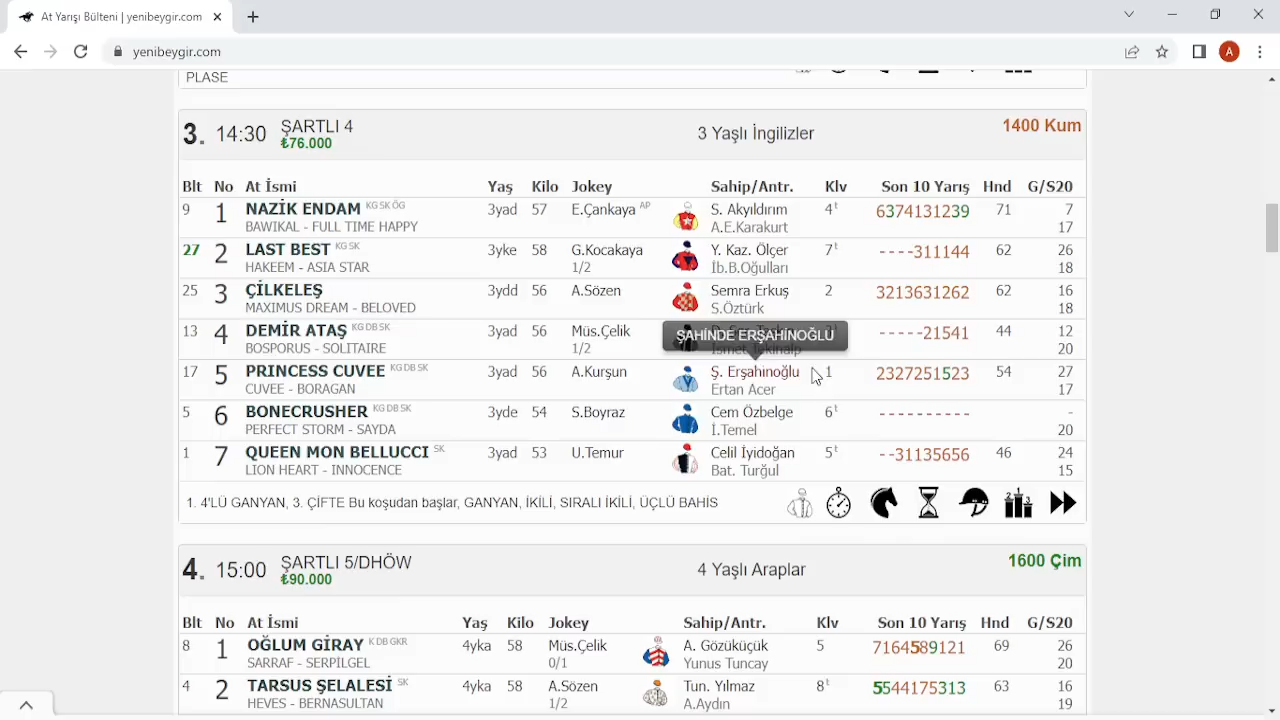 At Yarışı Bülteni | yenibeygir.com
yenibeygir.com
A
PLASE
3. 14:30 ŞARTLI 4 3 Yaşlı İngilizler 1400 Kum
₺76.000
Blt No At İsmi Yaş Kilo Jokey Sahip/Antr. Klv Son 10 Yarış Hnd G/S20
9 1 NAZİK ENDAM KG SK ÖG 3yad 57 E.Çankaya AP S. Akyıldırım 4t 6374131239 71 7
BAWIKAL - FULL TIME HAPPY A.E.Karakurt 17
27 2 LAST BEST KG SK 3yke 58 G.Kocakaya Y. Kaz. Ölçer 7t ----311144 62 26
HAKEEM - ASIA STAR 1/2 İb.B.Oğulları 18
25 3 ÇİLKELEŞ 3ydd 56 A.Sözen Semra Erkuş 2 3213631262 62 16
MAXIMUS DREAM - BELOVED S.Öztürk 18
13 4 DEMİR ATAŞ KG DB SK 3yad 56 Müs.Çelik -----21541 44 12
ŞAHİNDE ERŞAHİNOĞLU
BOSPORUS - SOLITAIRE 1/2 20
17 5 PRINCESS CUVEE KG DB SK 3yad 56 A.Kurşun Ş. Erşahinoğlu 1 2327251523 54 27
CUVEE - BORAGAN Ertan Acer 17
5 6 BONECRUSHER KG DB SK 3yde 54 S.Boyraz Cem Özbelge 6t ---------- -
PERFECT STORM - SAYDA İ.Temel 20
1 7 QUEEN MON BELLUCCI SK 3yad 53 U.Temur Celil İyidoğan 5t --31135656 46 24
LION HEART - INNOCENCE Bat. Turğul 15
1. 4'LÜ GANYAN, 3. ÇİFTE Bu koşudan başlar, GANYAN, İKİLİ, SIRALI İKİLİ, ÜÇLÜ BAHİS
4. 15:00 ŞARTLI 5/DHÖW 4 Yaşlı Araplar 1600 Çim
₺90.000
Blt No At İsmi Yaş Kilo Jokey Sahip/Antr. Klv Son 10 Yarış Hnd G/S20
8 1 OĞLUM GİRAY K DB GKR 4yka 58 Müs.Çelik A. Gözüküçük 5 7164589121 69 26
SARRAF - SERPİLGEL 0/1 Yunus Tuncay 20
4 2 TARSUS ŞELALESİ SK 4yka 58 A.Sözen Tun. Yılmaz 8t 5544175313 63 16
HEVES - BERNASULTAN 1/2 A.Aydın 19